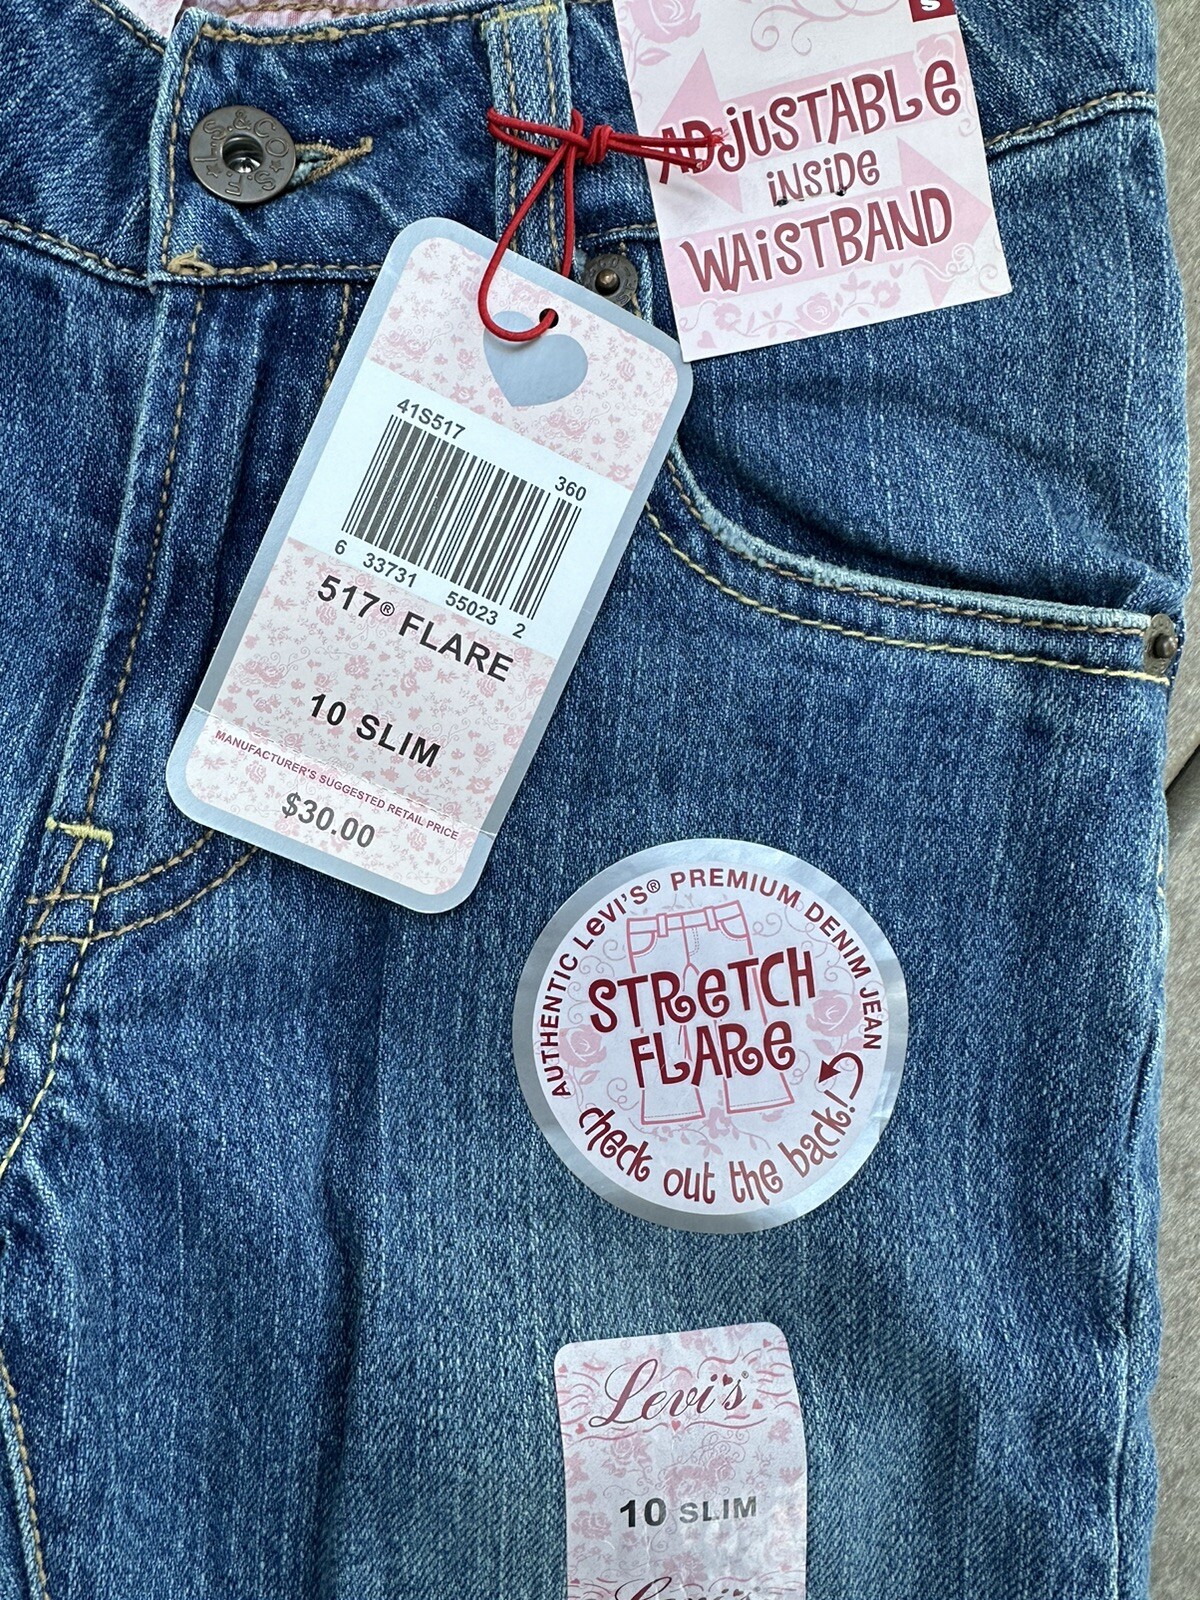 S
ADJUSTABLE
INSIDE
WAISTBAND
41S517
360
6 33731 55023 2
517® FLARE
10 SLIM
MANUFACTURER'S SUGGESTED RETAIL PRICE
$30.00
AUTHENTIC LeVI'S® PREMIUM DENIM JEAN
STReTCH
FLARe
check out the back!
Levi's®
10 SLIM
Levi's